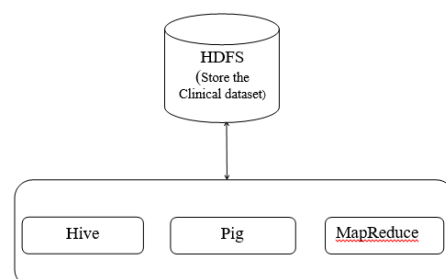 HDFS
(Store the
Clinical dataset)
Hive
Pig
MapReduce